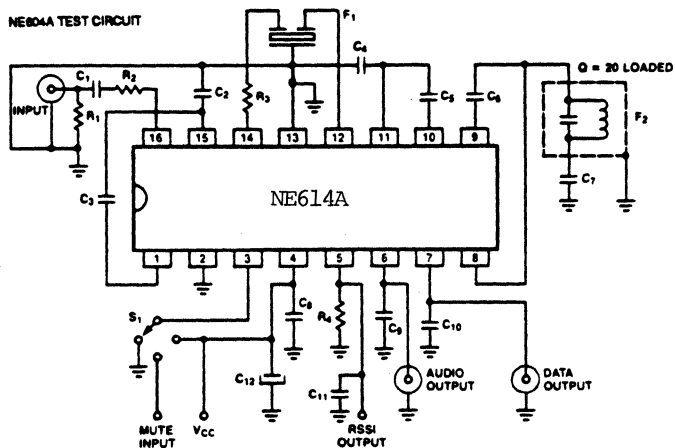 NE604A TEST CIRCUIT
F1
C4
Q = 20 LOADED
C1
R2
INPUT
R1
C2
R3
C5
C6
F2
C7
16
15
14
13
12
11
10
9
C3
NE614A
1
2
3
4
5
6
7
8
S1
C8
R4
C9
C10
C12
C11
AUDIO
OUTPUT
DATA
OUTPUT
MUTE
INPUT
VCC
RSSI
OUTPUT